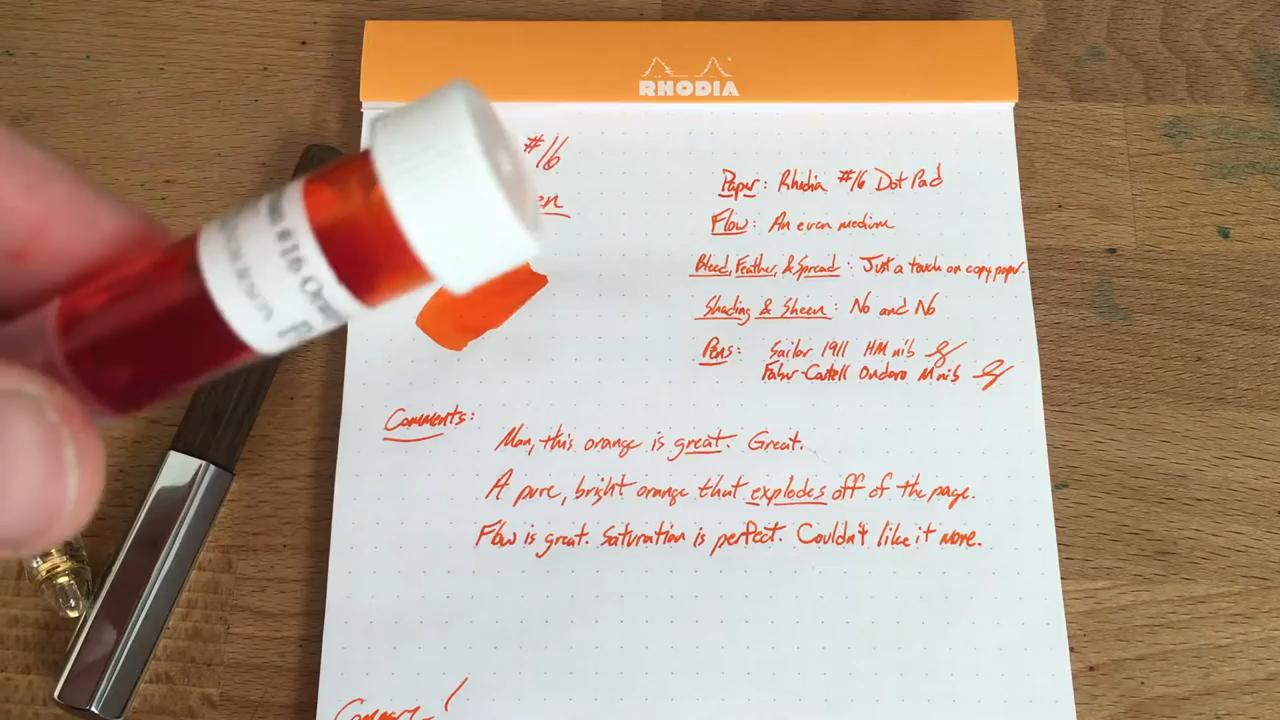 RHODIA
#16
en
Paper: Rhodia #16 Dot Pad
Flow: An even medium
Bleed, Feather, & Spread: Just a touch on copy paper.
Shading & Sheen: No and No
Pens: Sailor 1911 HM nib
Faber-Castell Ondoro M nib
#16 Oran
Comments:
Man, this orange is great. Great.
A pure, bright orange that explodes off of the page.
Flow is great. Saturation is perfect. Couldn't like it more.